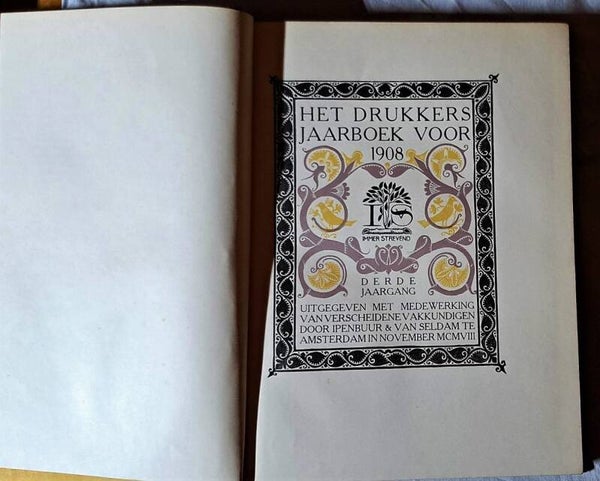 HET DRUKKERS
JAARBOEK VOOR
1908
I S
IMMER STREVEND
DERDE
JAARGANG
UITGEGEVEN MET MEDEWERKING
VAN VERSCHEIDENE VAKKUNDIGEN
DOOR IPENBUUR & VAN SELDAM TE
AMSTERDAM IN NOVEMBER MCMVIII